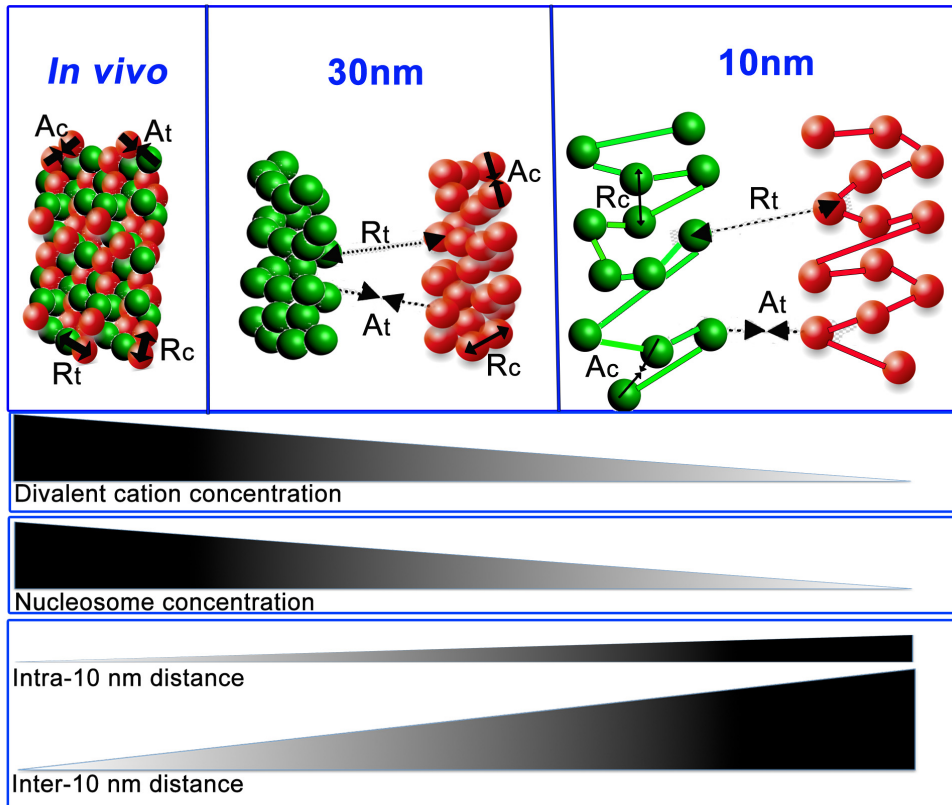 In vivo
30nm
10nm
Ac
At
Rt
Rc
Rt
At
Ac
Rc
Rc
Rt
At
Ac
Divalent cation concentration
Nucleosome concentration
Intra-10 nm distance
Inter-10 nm distance